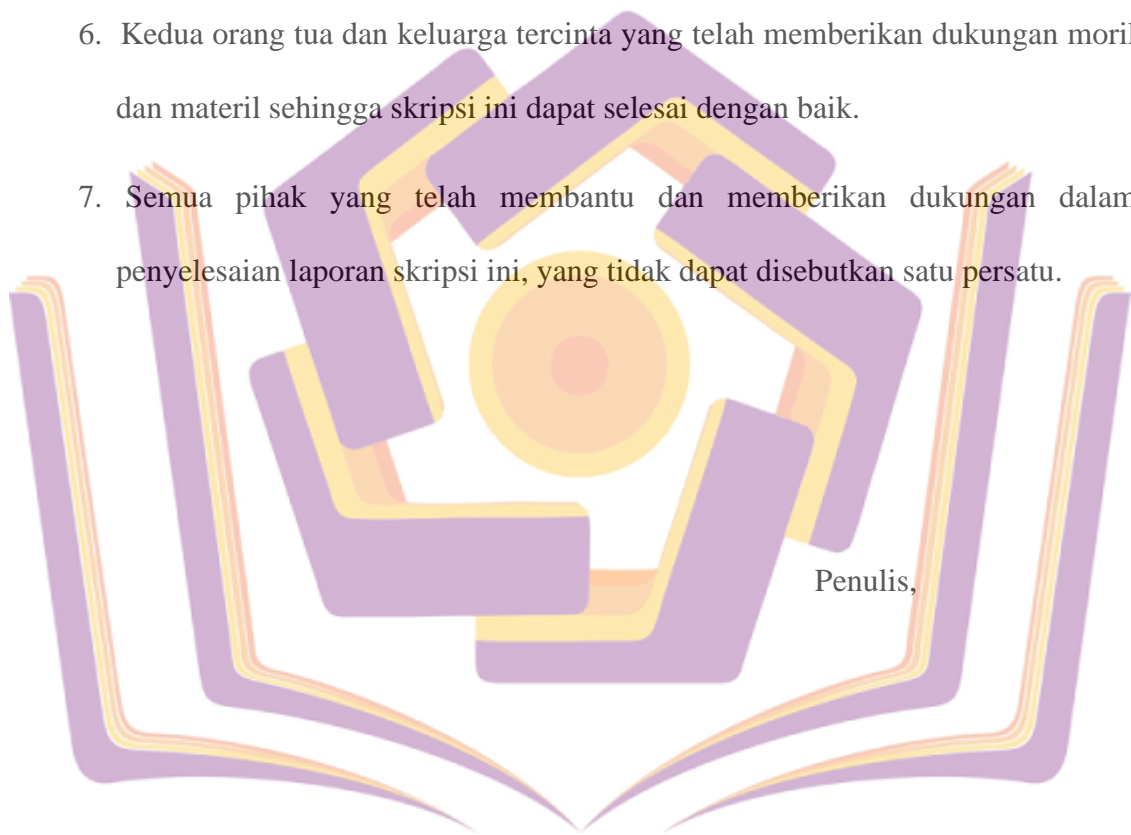 6. Kedua orang tua dan keluarga tercinta yang telah memberikan dukungan moril
dan materil sehingga skripsi ini dapat selesai dengan baik.
7. Semua pihak yang telah membantu dan memberikan dukungan dalam
penyelesaian laporan skripsi ini, yang tidak dapat disebutkan satu persatu.
Penulis,